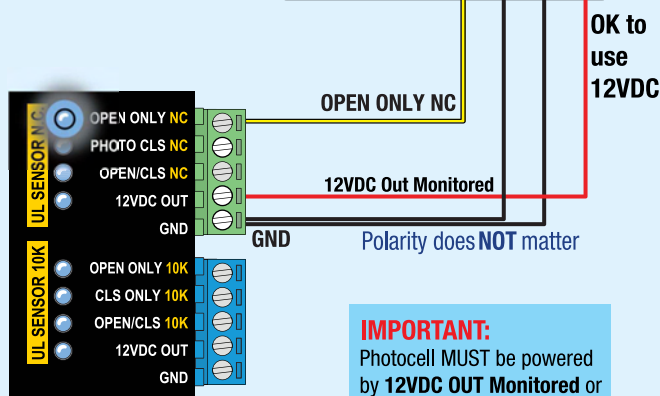 OK to
use
12VDC
OPEN ONLY NC
12VDC Out Monitored
GND
Polarity does NOT matter
UL SENSOR N.C.
OPEN ONLY NC
PHOTO CLS NC
OPEN/CLS NC
12VDC OUT
GND
UL SENSOR 10K
OPEN ONLY 10K
CLS ONLY 10K
OPEN/CLS 10K
12VDC OUT
GND
IMPORTANT:
Photocell MUST be powered
by 12VDC OUT Monitored or